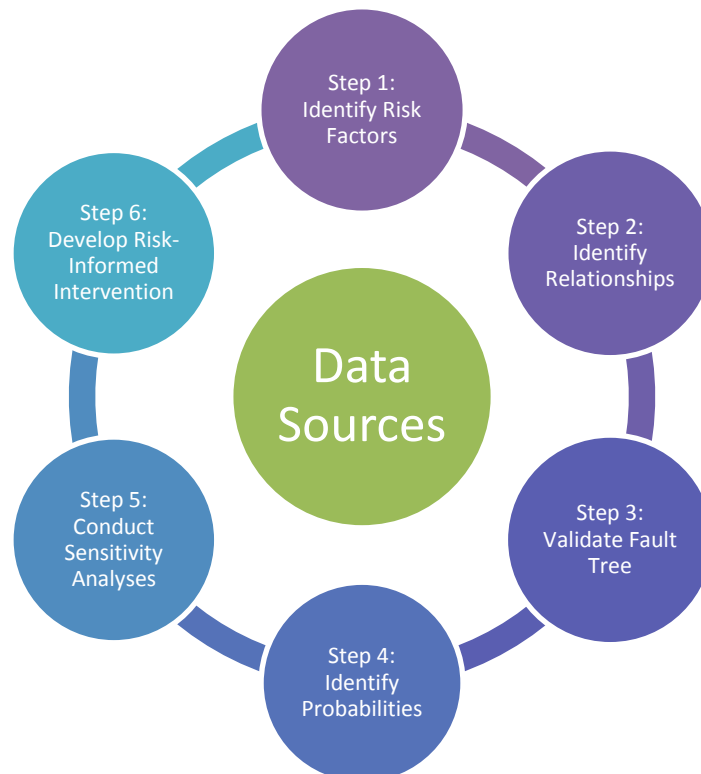 Step 1:
Identify Risk
Factors
Step 2:
Identify
Relationships
Step 3:
Validate Fault
Tree
Step 4:
Identify
Probabilities
Step 5:
Conduct
Sensitivity
Analyses
Step 6:
Develop Risk-
Informed
Intervention
Data
Sources